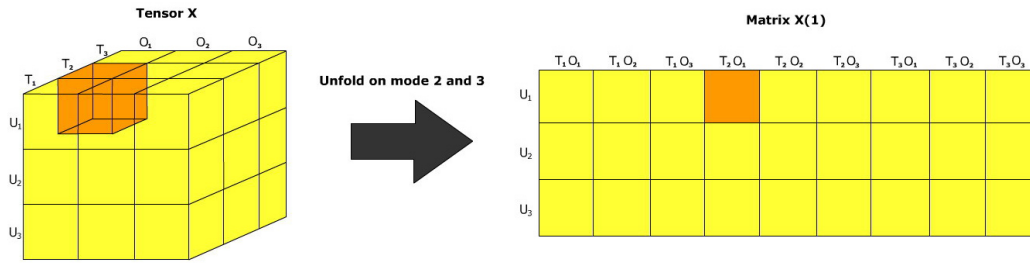 Tensor X
T₁ T₂ T₃ O₁ O₂ O₃
U₁
U₂
U₃
Unfold on mode 2 and 3
Matrix X(1)
T₁ O₁ T₁ O₂ T₁ O₃ T₂ O₁ T₂ O₂ T₂ O₃ T₃ O₁ T₃ O₂ T₃ O₃
U₁
U₂
U₃